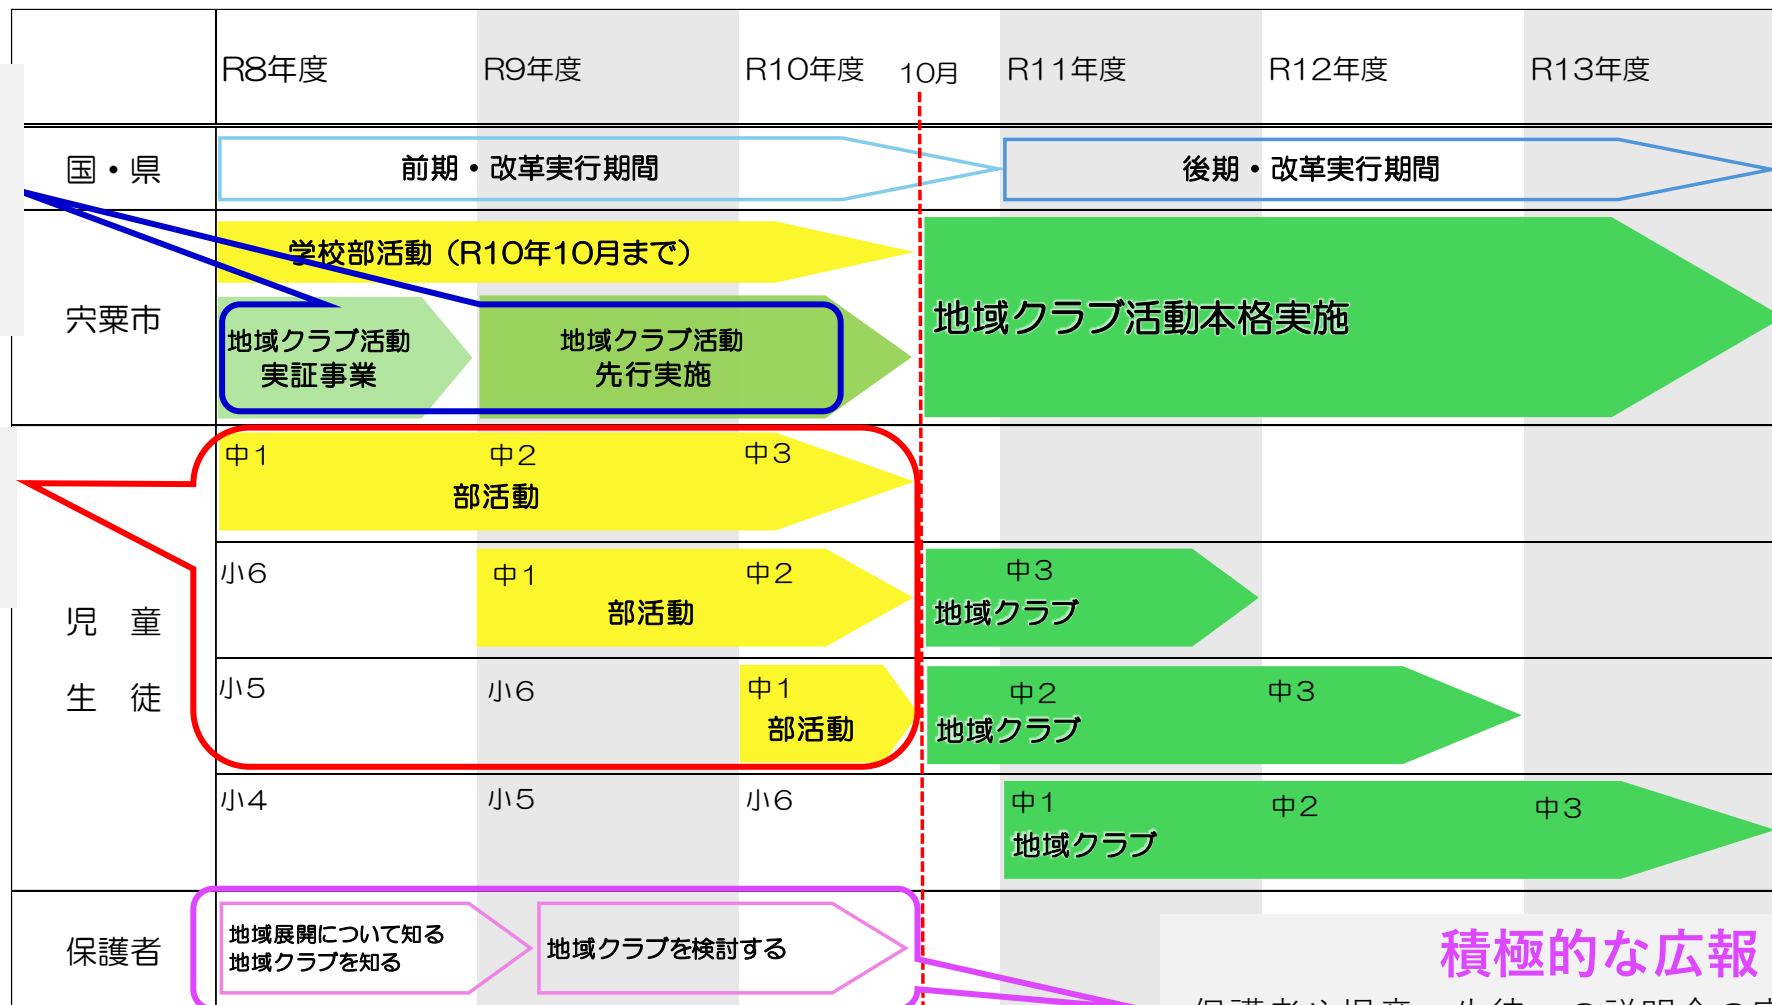 R8年度 R9年度 R10年度 10月 R11年度 R12年度 R13年度
国・県
前期・改革実行期間
後期・改革実行期間
宍粟市
学校部活動（R10年10月まで）
地域クラブ活動
実証事業
地域クラブ活動
先行実施
地域クラブ活動本格実施
児　童
生　徒
中1 中2 中3
部活動
小6 中1 中2 中3
部活動
地域クラブ
小5 小6 中1 中2 中3
部活動
地域クラブ
小4 小5 小6 中1 中2 中3
地域クラブ
保護者
地域展開について知る
地域クラブを知る
地域クラブを検討する
積極的な広報